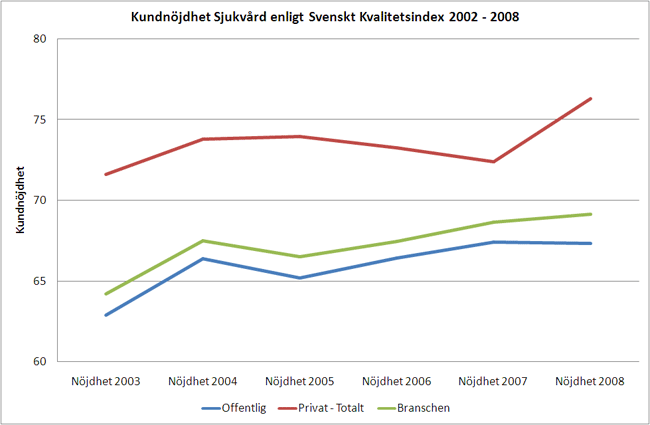 Kundnöjdhet Sjukvård enligt Svenskt Kvalitetsindex 2002 - 2008
80
75
70
65
60
Kundnöjdhet
Nöjdhet 2003 Nöjdhet 2004 Nöjdhet 2005 Nöjdhet 2006 Nöjdhet 2007 Nöjdhet 2008
Offentlig Privat - Totalt Branschen